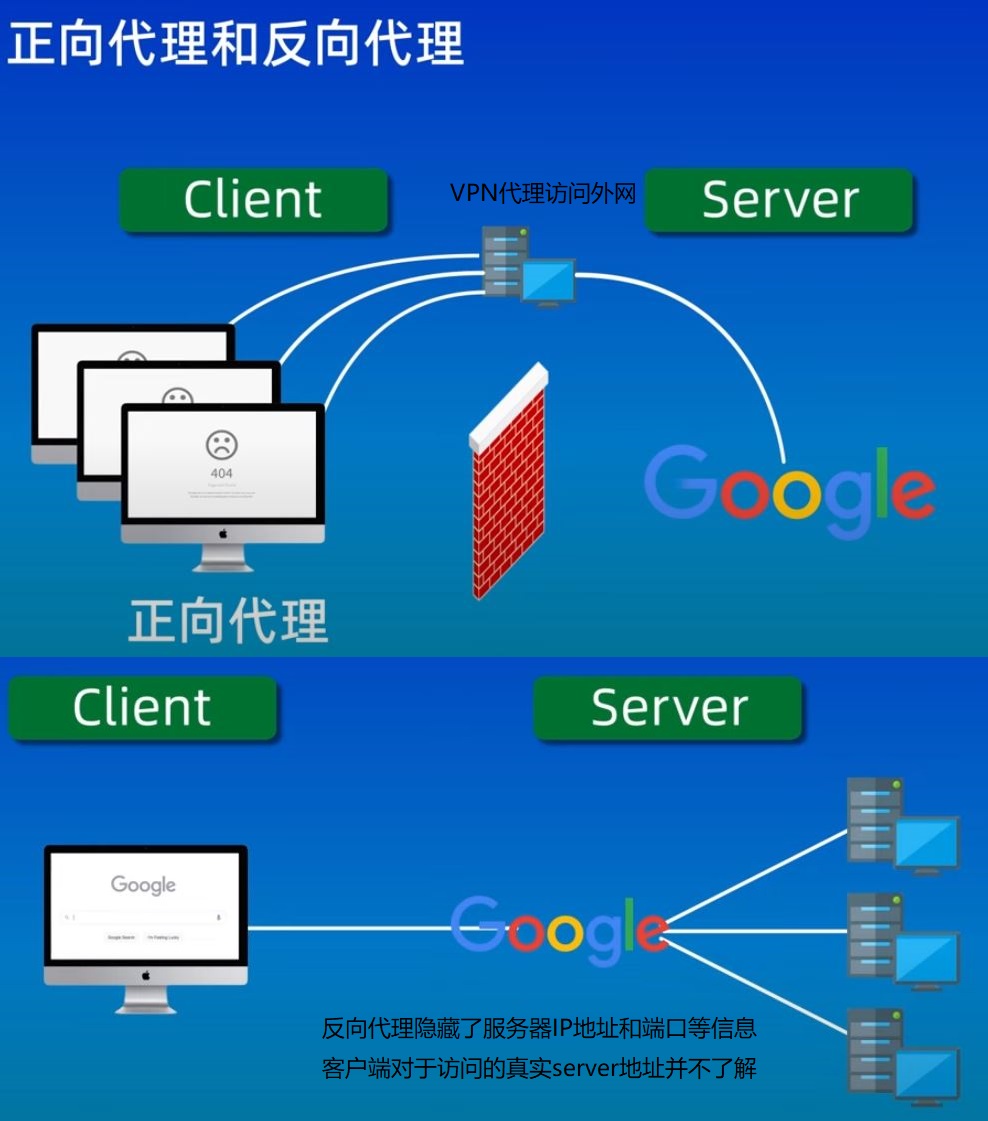 正向代理和反向代理
Client
VPN代理访问外网
Server
404
Google
正向代理
Client
Server
Google
Google Search
I'm Feeling Lucky
Google
反向代理隐藏了服务器IP地址和端口等信息
客户端对于访问的真实server地址并不了解